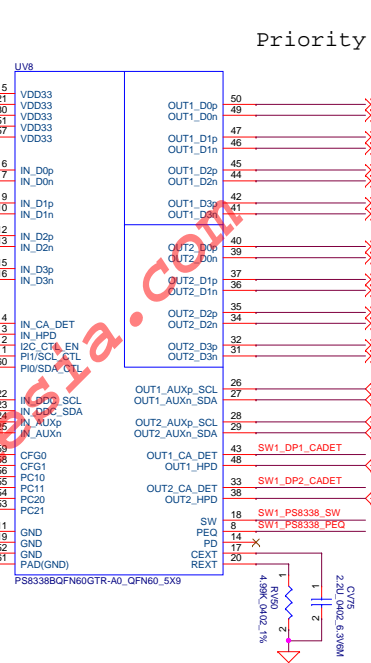 Priority
UV8
VDD33
VDD33
VDD33
VDD33
VDD33
IN_D0p
IN_D0n
IN_D1p
IN_D1n
IN_D2p
IN_D2n
IN_D3p
IN_D3n
IN_CA_DET
IN_HPD
I2C_CTL_EN
PI1/SCL_CTL
PI0/SDA_CTL
IN_DDC_SCL
IN_DDC_SDA
IN_AUXp
IN_AUXn
CFG0
CFG1
PC10
PC11
PC20
PC21
GND
GND
GND
PAD(GND)
OUT1_D0p 50
OUT1_D0n 49
OUT1_D1p 47
OUT1_D1n 46
OUT1_D2p 45
OUT1_D2n 44
OUT1_D3p 42
OUT1_D3n 41
OUT2_D0p 40
OUT2_D0n 39
OUT2_D1p 37
OUT2_D1n 36
OUT2_D2p 35
OUT2_D2n 34
OUT2_D3p 32
OUT2_D3n 31
OUT1_AUXp_SCL 26
OUT1_AUXn_SDA 27
OUT2_AUXp_SCL 28
OUT2_AUXn_SDA 29
OUT1_CA_DET 43 SW1_DP1_CADET
OUT1_HPD 48
OUT2_CA_DET 33 SW1_DP2_CADET
OUT2_HPD 38
SW 18 SW1_PS8338_SW
PEQ 8 SW1_PS8338_PEQ
PD 14
CEXT 17
REXT 20
PS8338BQFN60GTR-A0_QFN60_5X9
RV50
4.99K_0402_1%
1
2
CV75
2.2U_0402_6.3V6M
1
2
esia.com